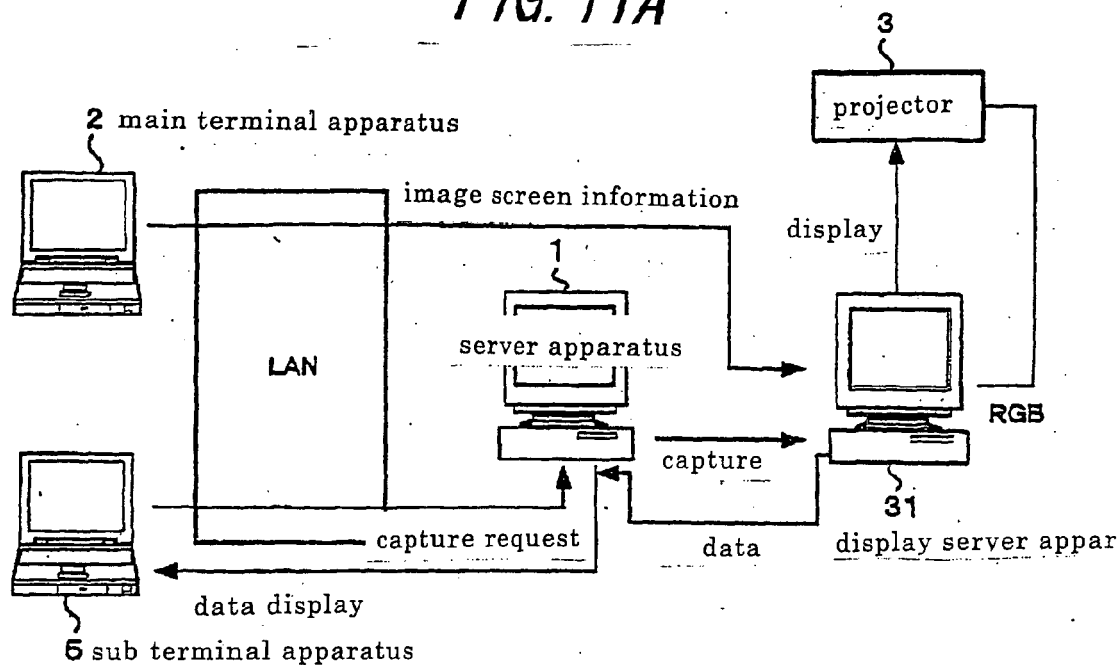 FIG. 11A
3
projector
2 main terminal apparatus
image screen information
display
1
server apparatus
LAN
RGB
capture
31
capture request
data
display server appar
data display
5 sub terminal apparatus